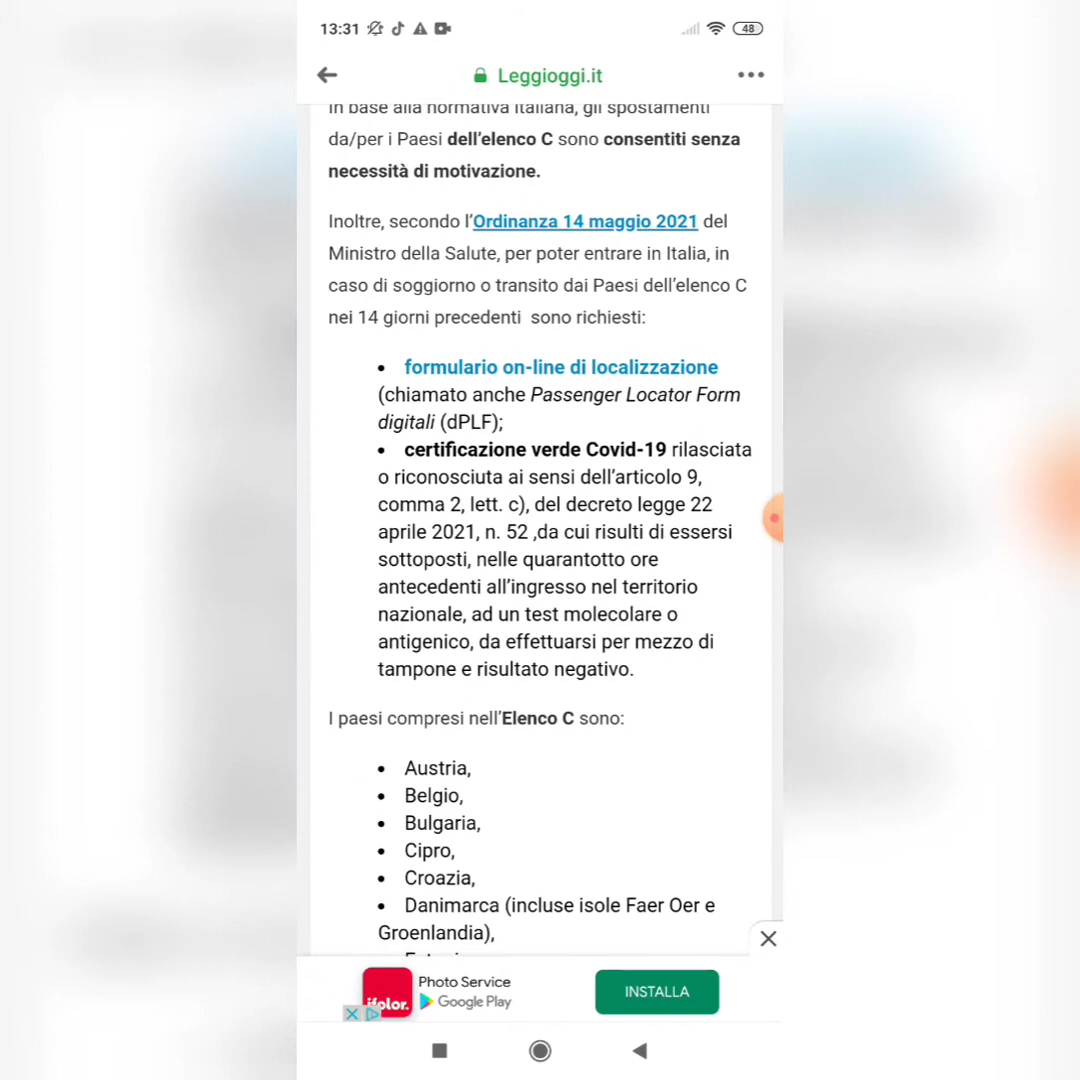 13:31
48
Leggioggi.it
In base alla normativa italiana, gli spostamenti
da/per i Paesi dell'elenco C sono consentiti senza
necessità di motivazione.
Inoltre, secondo l'Ordinanza 14 maggio 2021 del
Ministro della Salute, per poter entrare in Italia, in
caso di soggiorno o transito dai Paesi dell'elenco C
nei 14 giorni precedenti sono richiesti:
• formulario on-line di localizzazione
(chiamato anche Passenger Locator Form
digitali (dPLF);
• certificazione verde Covid-19 rilasciata
o riconosciuta ai sensi dell'articolo 9,
comma 2, lett. c), del decreto legge 22
aprile 2021, n. 52 ,da cui risulti di essersi
sottoposti, nelle quarantotto ore
antecedenti all'ingresso nel territorio
nazionale, ad un test molecolare o
antigenico, da effettuarsi per mezzo di
tampone e risultato negativo.
I paesi compresi nell'Elenco C sono:
• Austria,
• Belgio,
• Bulgaria,
• Cipro,
• Croazia,
• Danimarca (incluse isole Faer Oer e
Groenlandia),
Photo Service
Google Play
ifolor.
INSTALLA